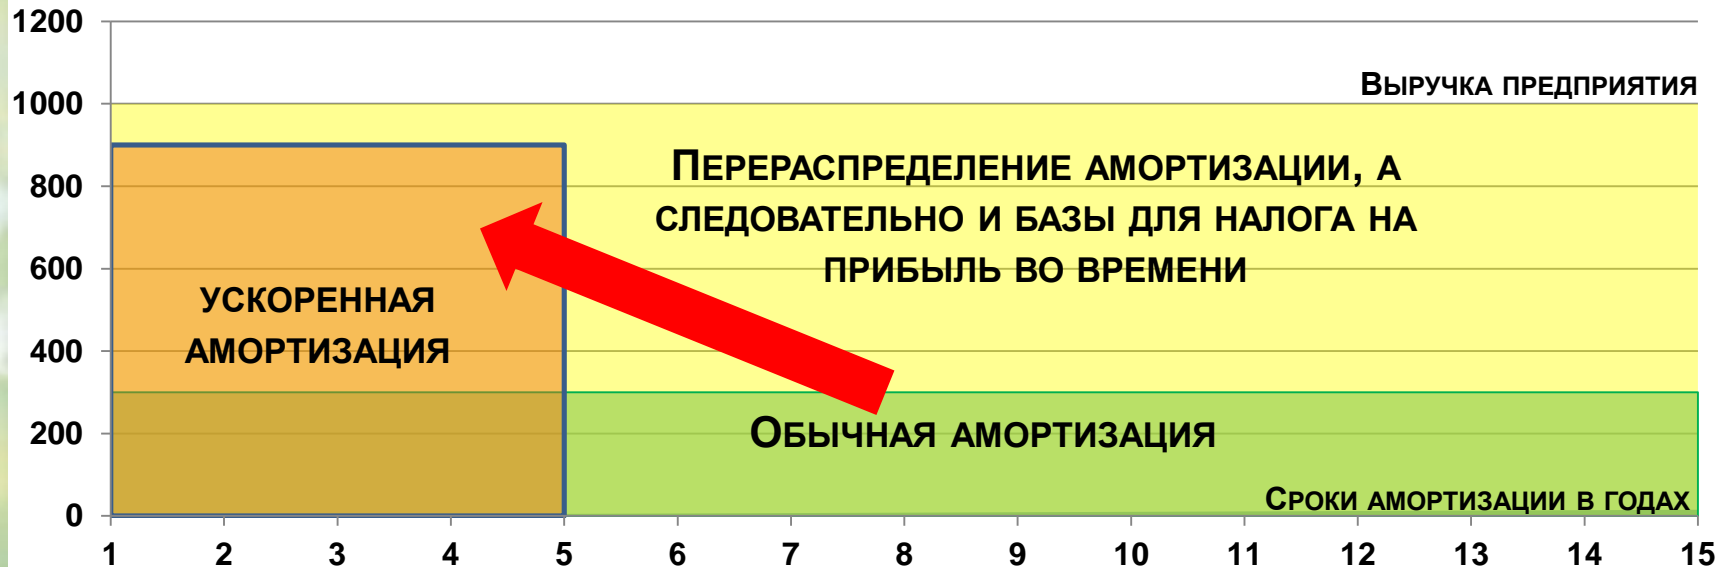 1200
Выручка предприятия
1000
Перераспределение амортизации, а
800
следовательно и базы для налога на
600
прибыль во времени
ускоренная
400
амортизация
200
Обычная амортизация
Сроки амортизации в годах
0
1 2 3 4 5 6 7 8 9 10 11 12 13 14 15